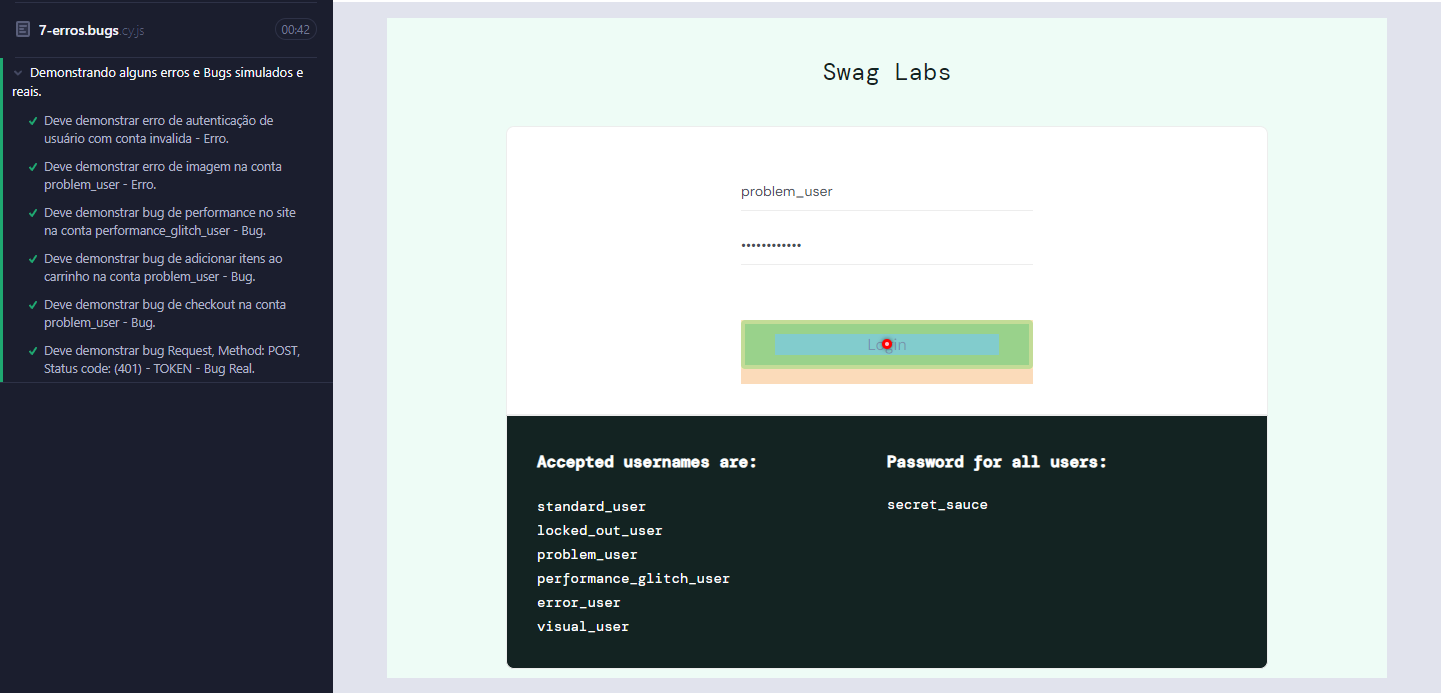 7-erros.bugs.cy.js
00:42
Demonstrando alguns erros e Bugs simulados e
reais.
Deve demonstrar erro de autenticação de
usuário com conta invalida - Erro.
Deve demonstrar erro de imagem na conta
problem_user - Erro.
Deve demonstrar bug de performance no site
na conta performance_glitch_user - Bug.
Deve demonstrar bug de adicionar itens ao
carrinho na conta problem_user - Bug.
Deve demonstrar bug de checkout na conta
problem_user - Bug.
Deve demonstrar bug Request, Method: POST,
Status code: (401) - TOKEN - Bug Real.
Swag Labs
problem_user
••••••••••••
Login
Accepted usernames are:
standard_user
locked_out_user
problem_user
performance_glitch_user
error_user
visual_user
Password for all users:
secret_sauce